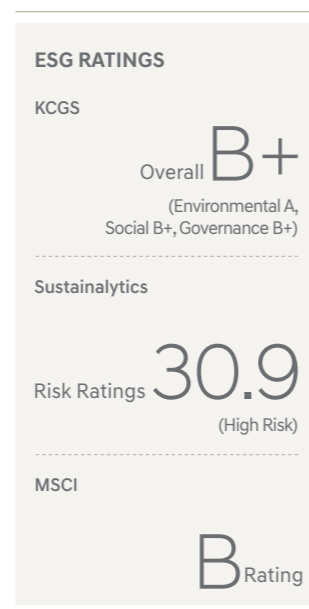 ESG RATINGS
KCGS
Overall B+
(Environmental A,
Social B+, Governance B+)
Sustainalytics
Risk Ratings 30.9
(High Risk)
MSCI
B Rating